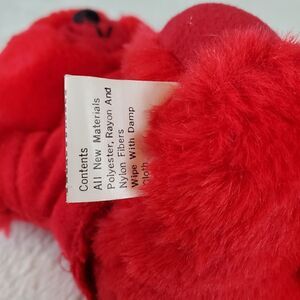 Contents
All New Materials
Polyester, Rayon And
Nylon Fibers
Wipe With Damp
Cloth